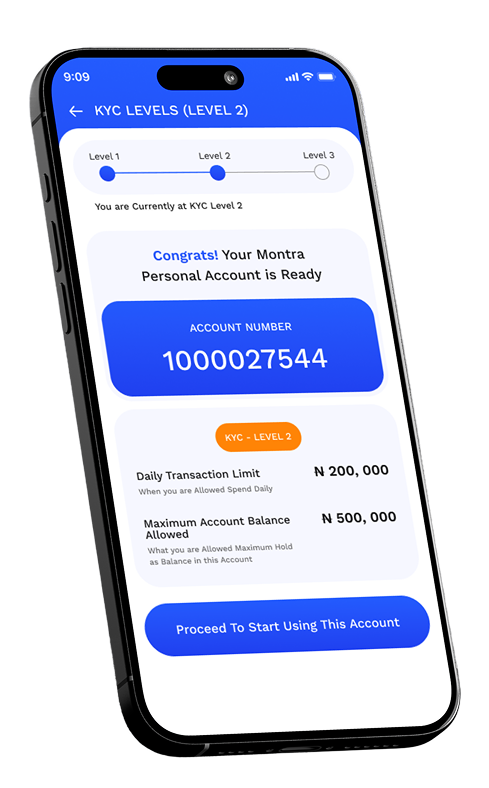 9:09
KYC LEVELS (LEVEL 2)
Level 1
Level 2
Level 3
You are Currently at KYC Level 2
Congrats! Your Montra
Personal Account is Ready
ACCOUNT NUMBER
1000027544
KYC - LEVEL 2
Daily Transaction Limit
₦ 200, 000
When you are Allowed Spend Daily
Maximum Account Balance
Allowed
₦ 500, 000
What you are Allowed Maximum Hold
as Balance in this Account
Proceed To Start Using This Account